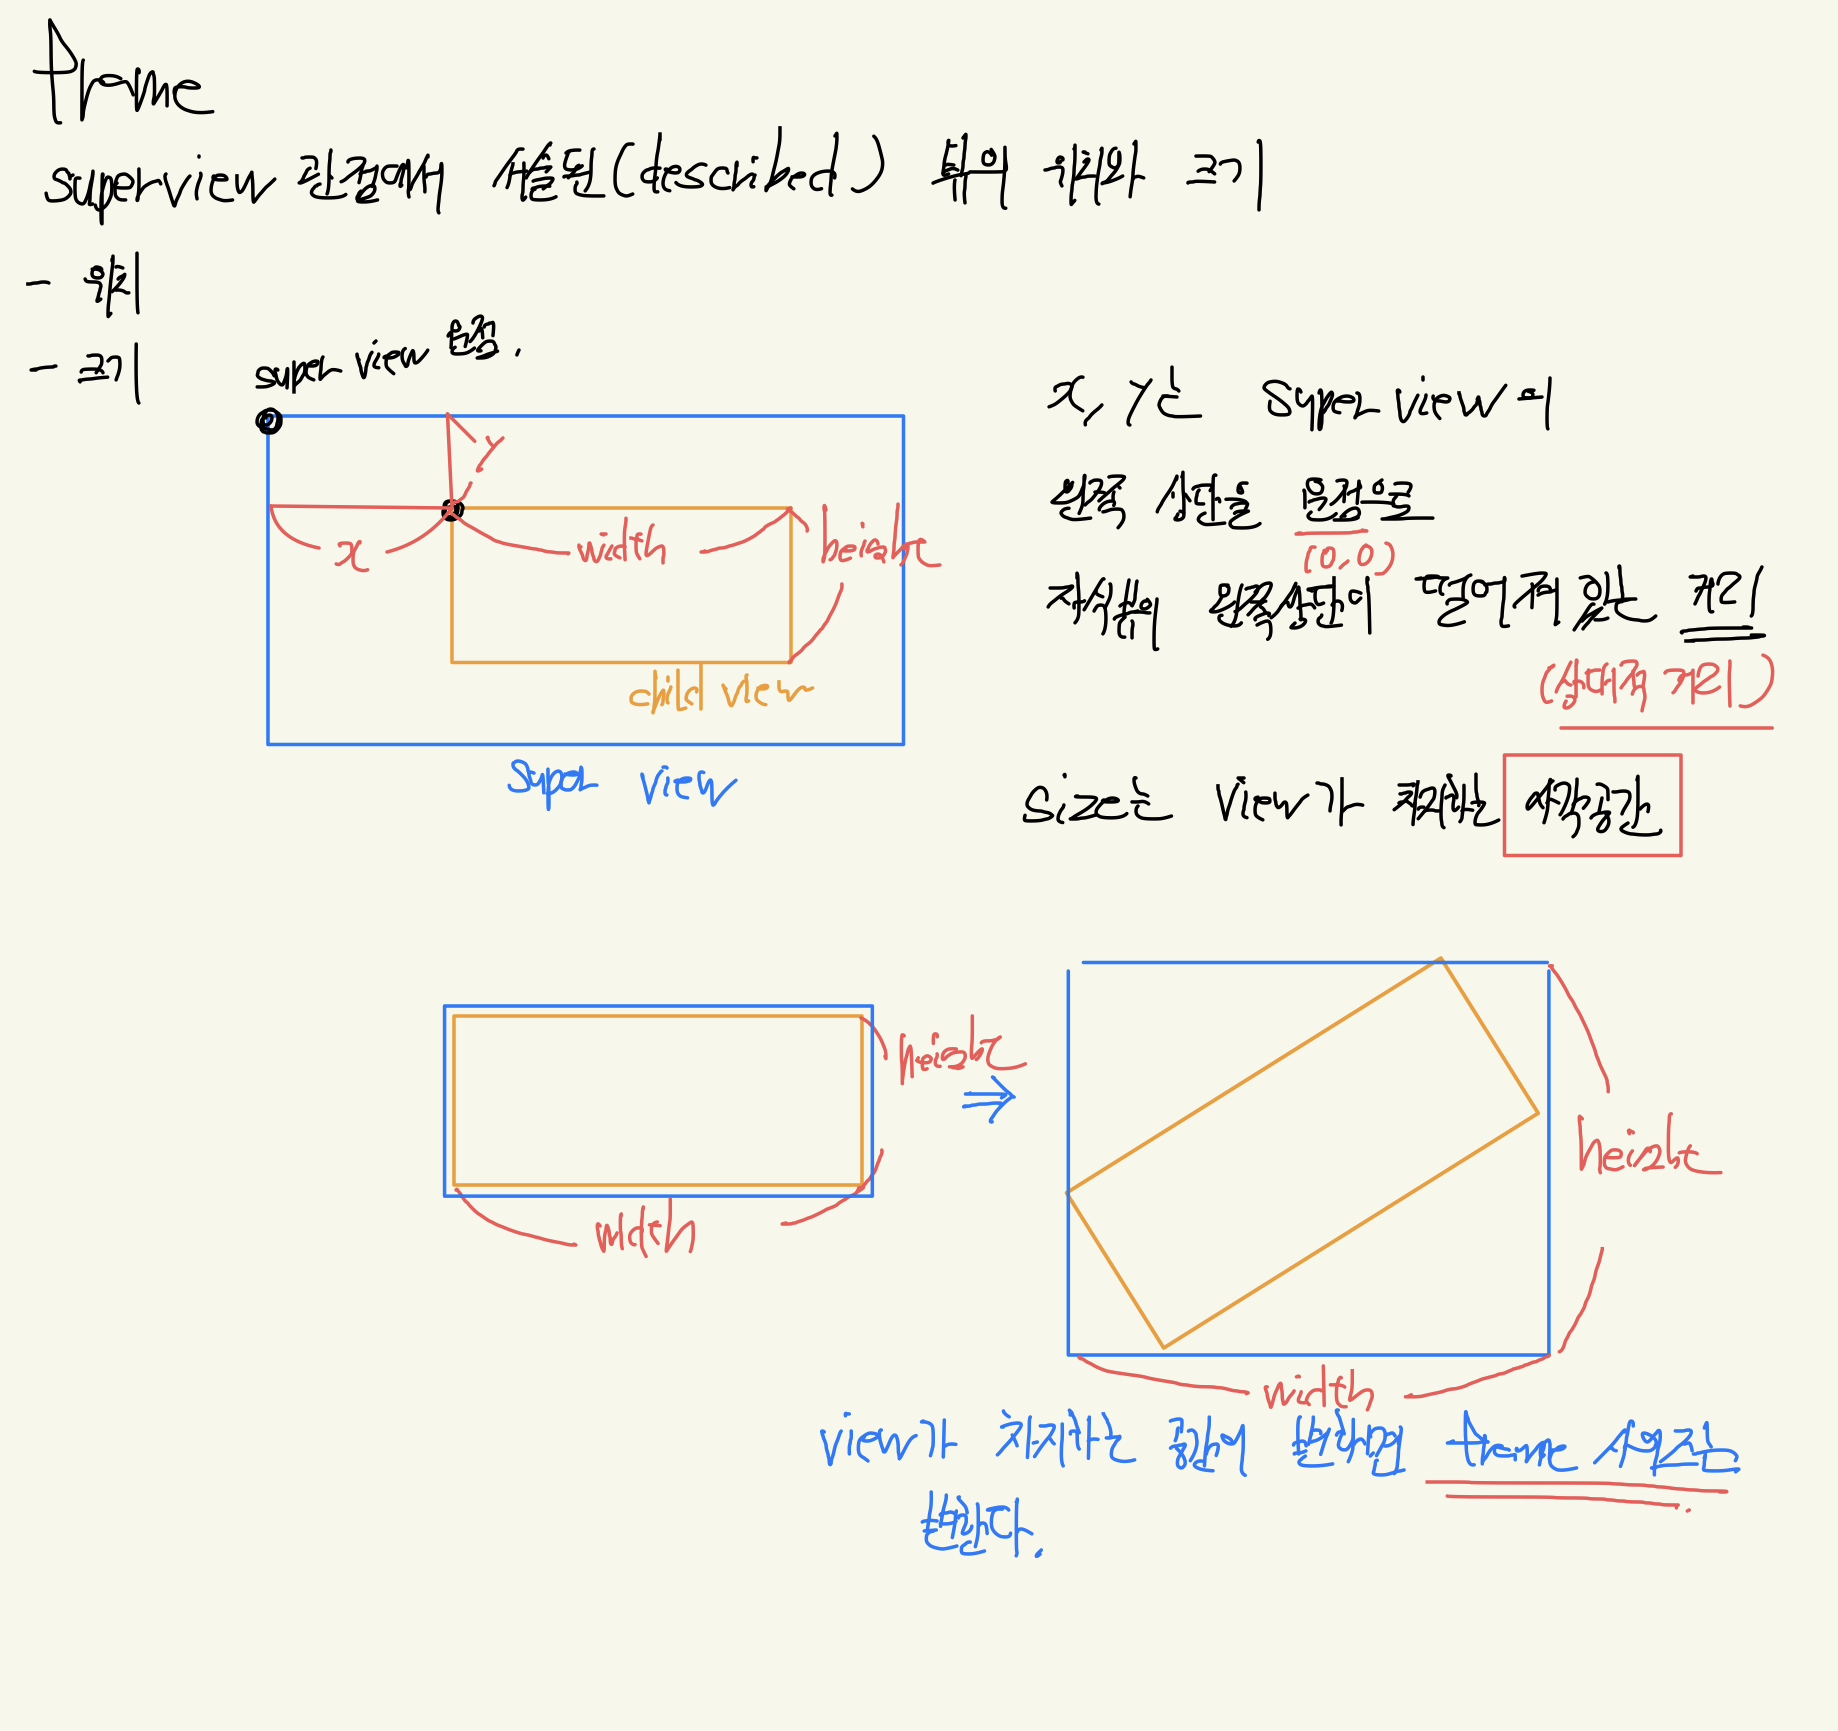 frame
superview 관점에서 서술된(described) 뷰의 위치와 크기
- 위치
- 크기
super view 원점.
y
x
width
height
child view
super view
x, y는 super view의
왼쪽 상단을 원점으로
(0,0)
자식뷰의 왼쪽상단이 떨어져 있는 거리
(상대적 거리)
size는 view가 차지하는 사각공간
height
width
⇒
height
width
view가 차지하는 공간이 변하면 frame 사이즈는
변한다.